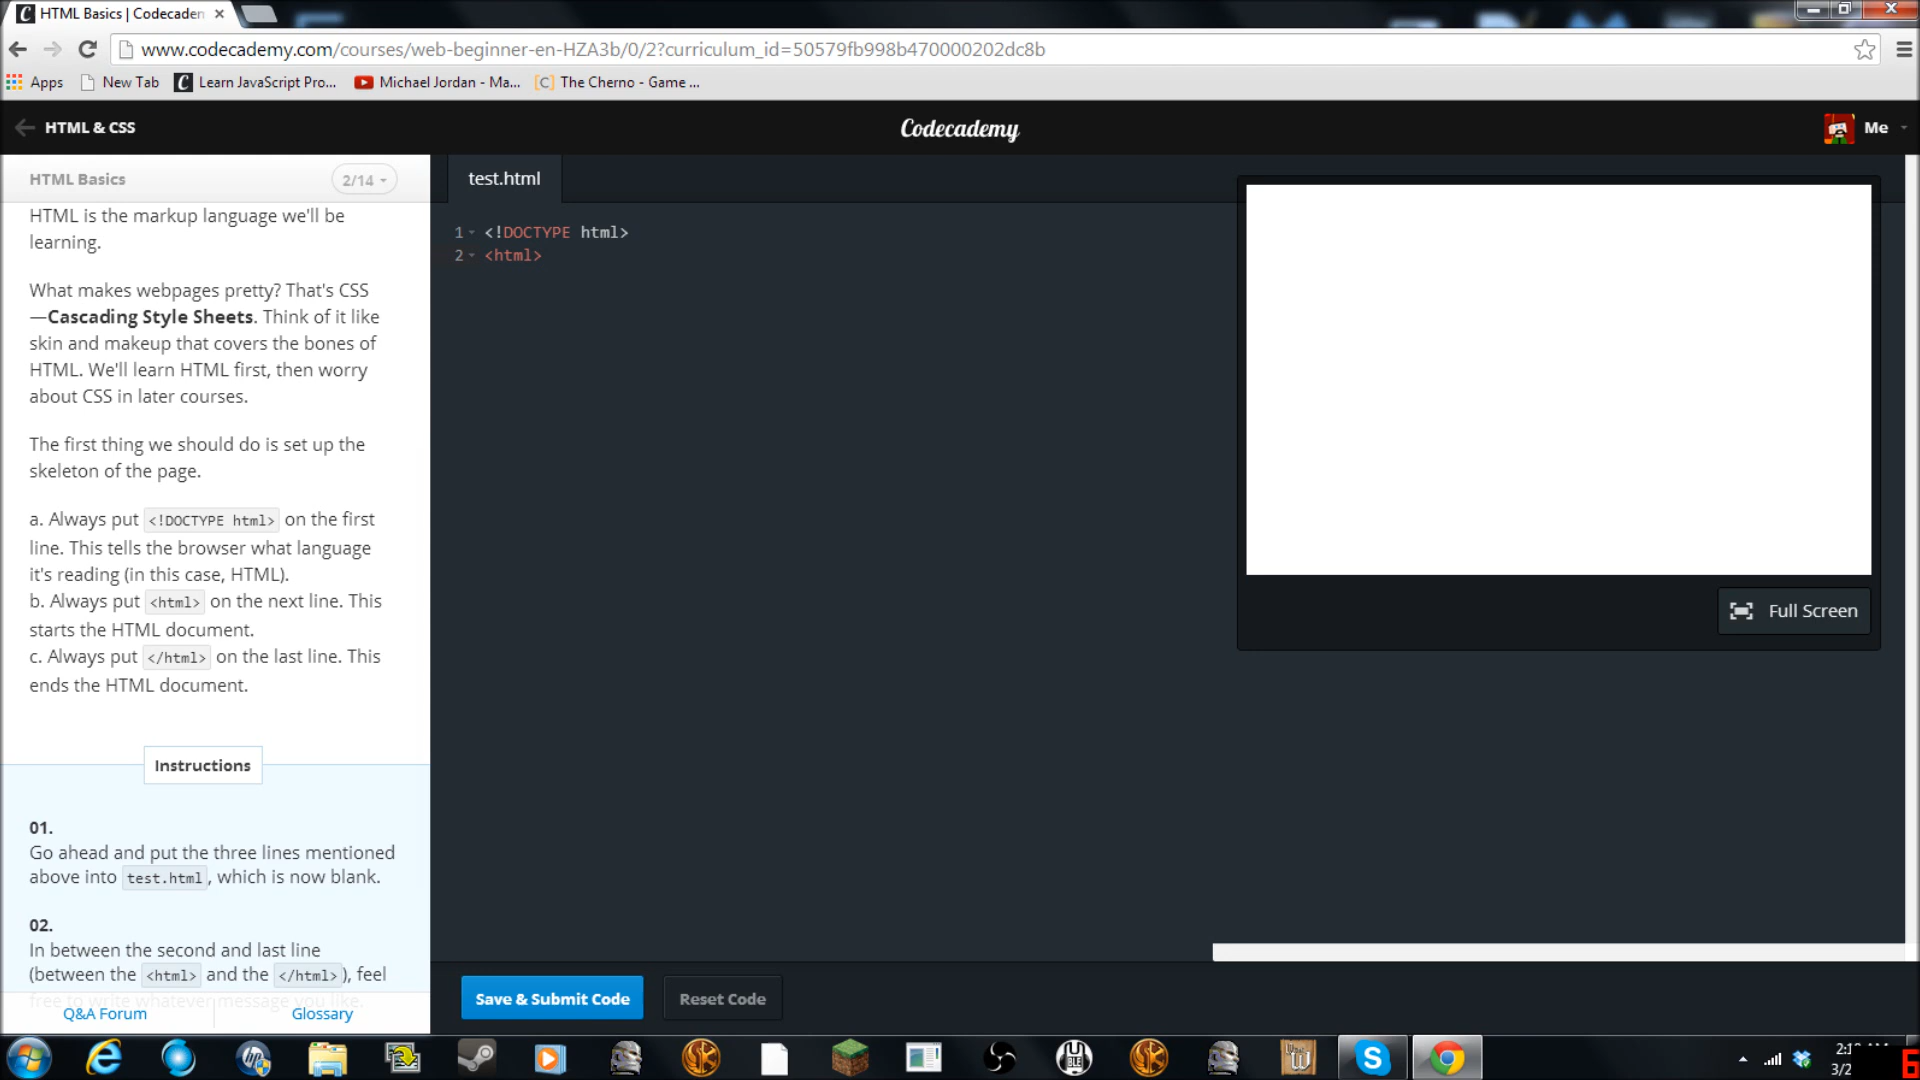 HTML Basics | Codecaden
www.codecademy.com/courses/web-beginner-en-HZA3b/0/2?curriculum_id=50579fb998b470000202dc8b
Apps New Tab Learn JavaScript Pro... Michael Jordan - Ma... The Cherno - Game ...
HTML & CSS
Codecademy
Me
HTML Basics
2/14
HTML is the markup language we'll be
learning.
What makes webpages pretty? That's CSS
—Cascading Style Sheets. Think of it like
skin and makeup that covers the bones of
HTML. We'll learn HTML first, then worry
about CSS in later courses.
The first thing we should do is set up the
skeleton of the page.
a. Always put <!DOCTYPE html> on the first
line. This tells the browser what language
it's reading (in this case, HTML).
b. Always put <html> on the next line. This
starts the HTML document.
c. Always put </html> on the last line. This
ends the HTML document.
Instructions
01.
Go ahead and put the three lines mentioned
above into test.html, which is now blank.
02.
In between the second and last line
(between the <html> and the </html>), feel
free to write whatever message you like.
Q&A Forum Glossary
test.html
1 <!DOCTYPE html>
2 <html>
Full Screen
Save & Submit Code Reset Code